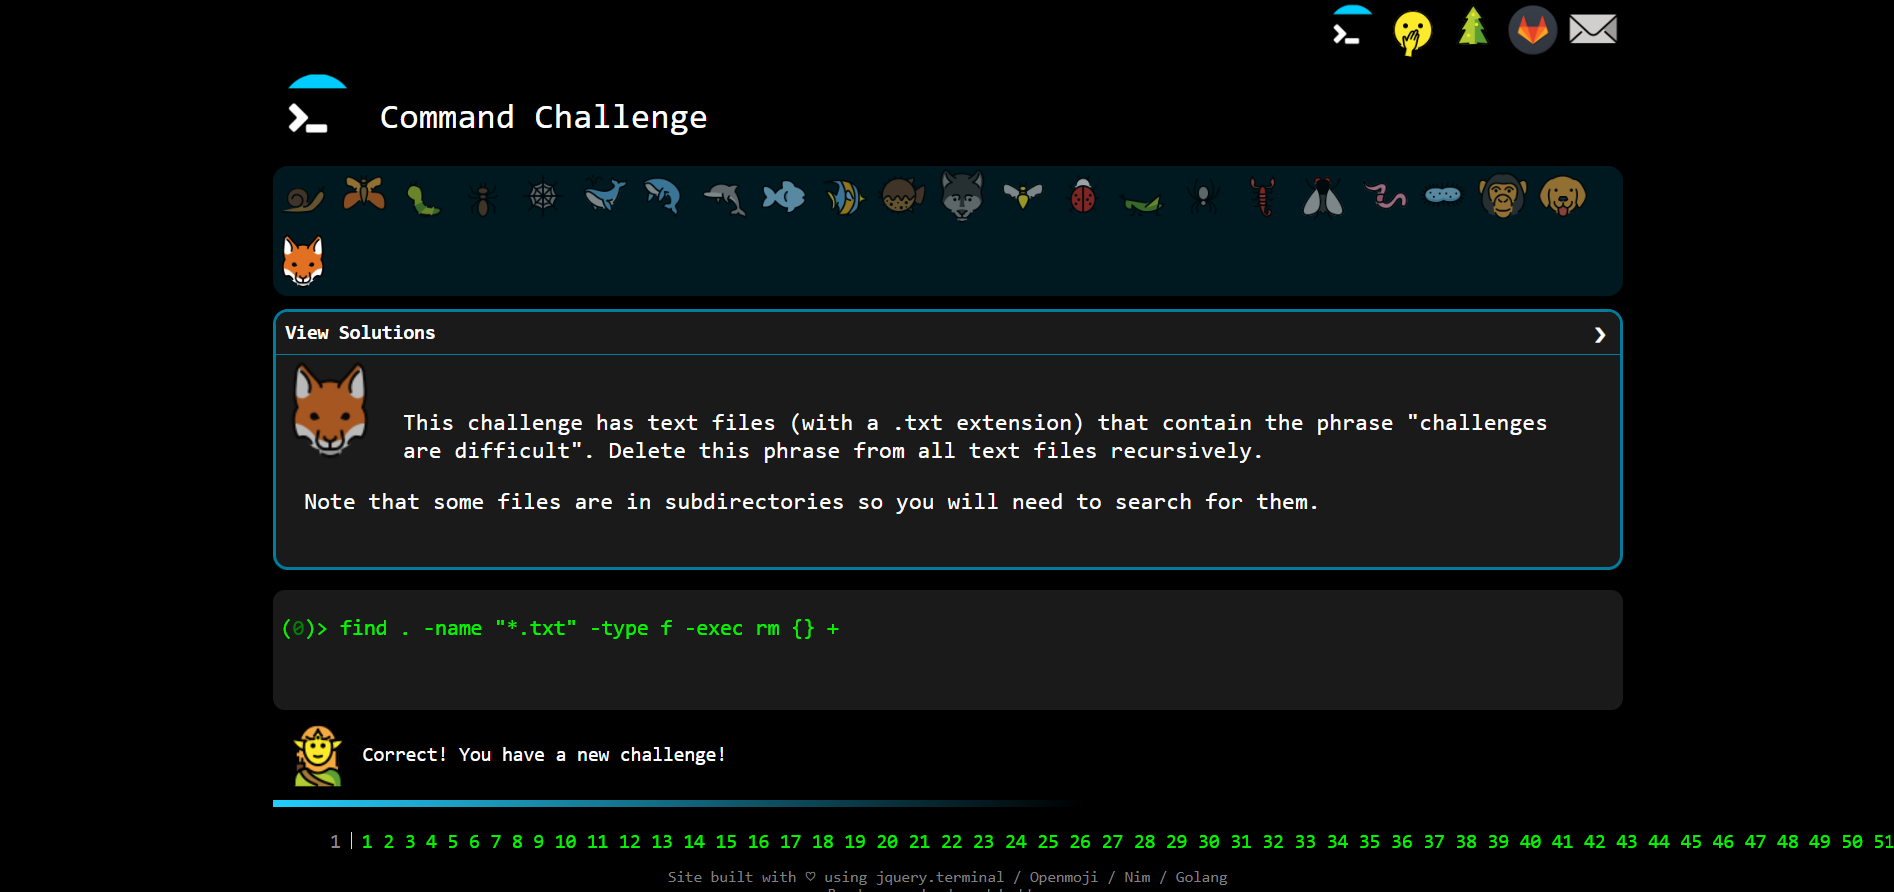 Command Challenge
View Solutions
This challenge has text files (with a .txt extension) that contain the phrase "challenges
are difficult". Delete this phrase from all text files recursively.
Note that some files are in subdirectories so you will need to search for them.
(0)> find . -name "*.txt" -type f -exec rm {} +
Correct! You have a new challenge!
1 1 2 3 4 5 6 7 8 9 10 11 12 13 14 15 16 17 18 19 20 21 22 23 24 25 26 27 28 29 30 31 32 33 34 35 36 37 38 39 40 41 42 43 44 45 46 47 48 49 50 51
Site built with ♡ using jquery.terminal / Openmoji / Nim / Golang